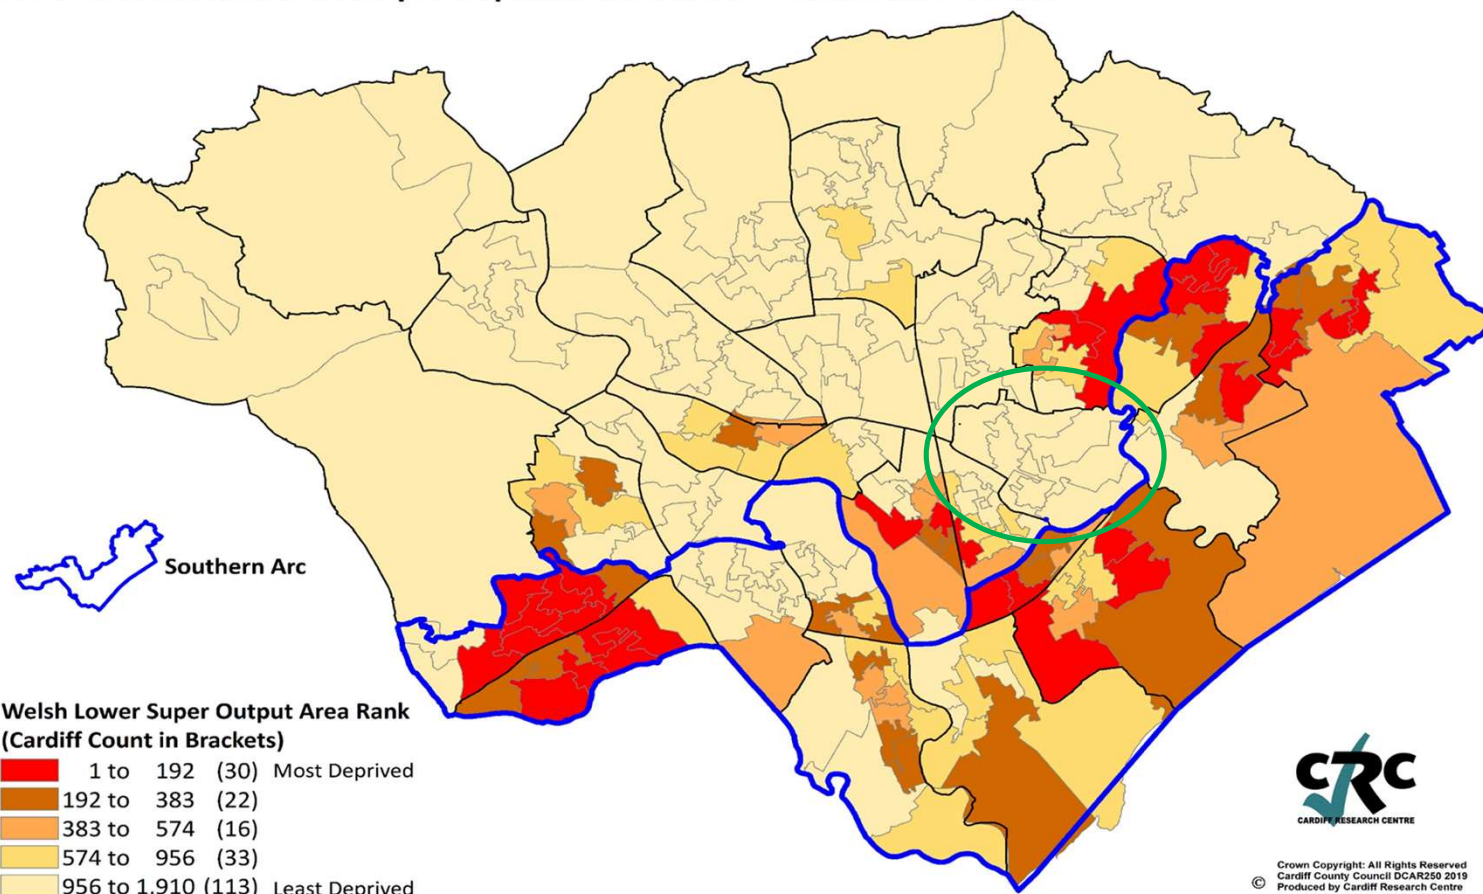 Southern Arc
Welsh Lower Super Output Area Rank
(Cardiff Count in Brackets)
1 to 192 (30) Most Deprived
192 to 383 (22)
383 to 574 (16)
574 to 956 (33)
956 to 1,910 (113) Least Deprived
CRC
CARDIFF RESEARCH CENTRE
Crown Copyright: All Rights Reserved
Cardiff County Council DCAR250 2019
© Produced by Cardiff Research Centre